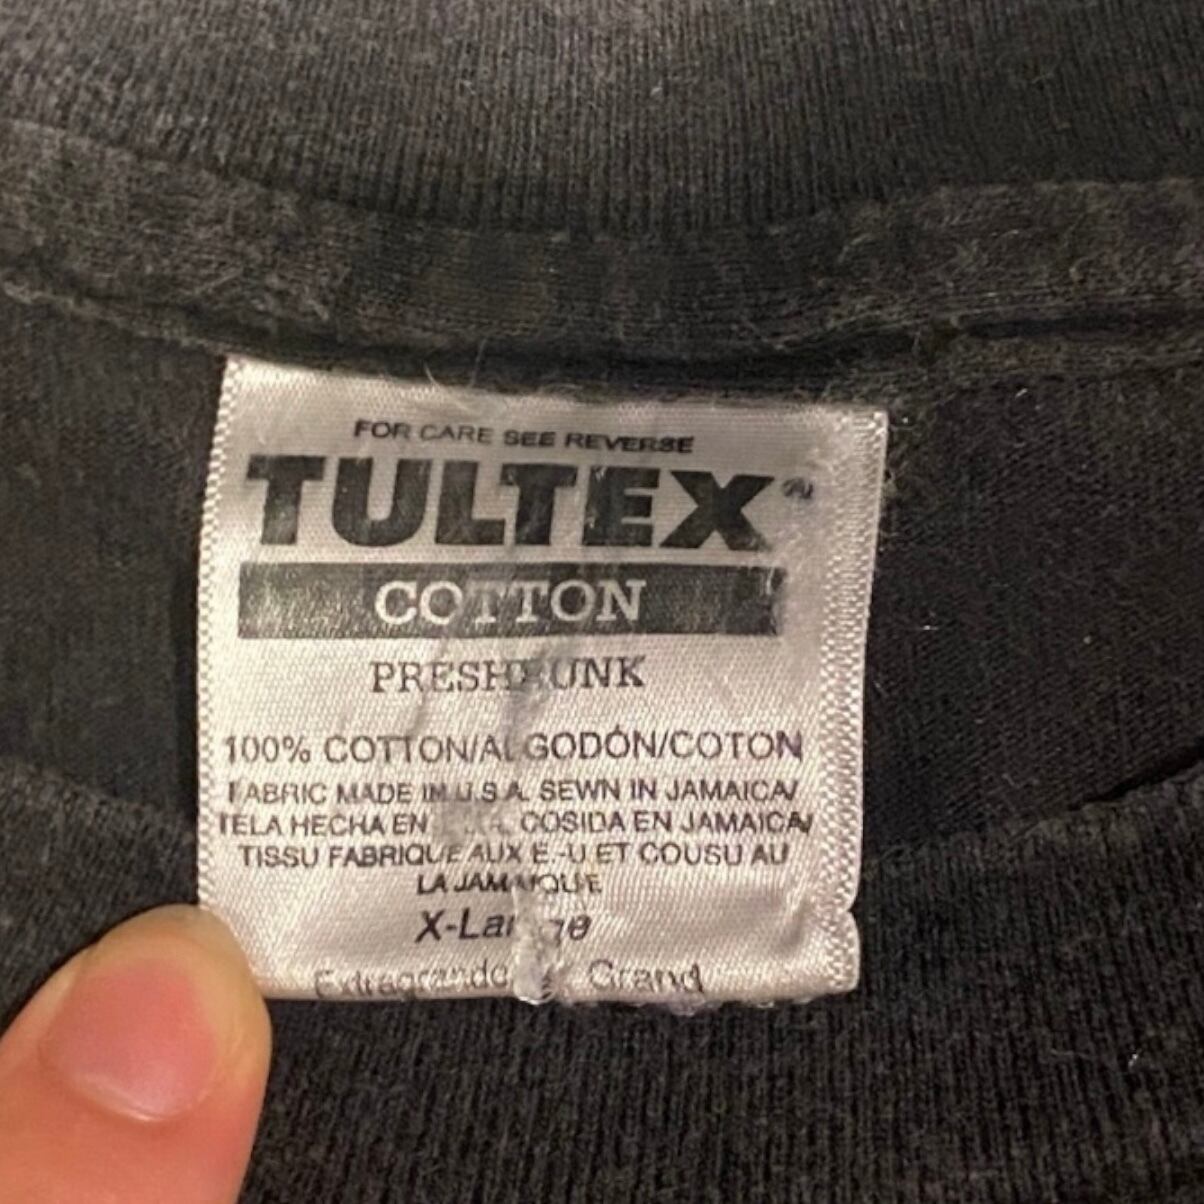 FOR CARE SEE REVERSE
TULTEX®
COTTON
PRESHRUNK
100% COTTON/ALGODÓN/COTON
FABRIC MADE IN U.S.A. SEWN IN JAMAICA/
TELA HECHA EN COSIDA EN JAMAICA/
TISSU FABRIQUE AUX E.-U ET COUSU AU
LA JAMAIQUE
X-Large
Extragrande Grand